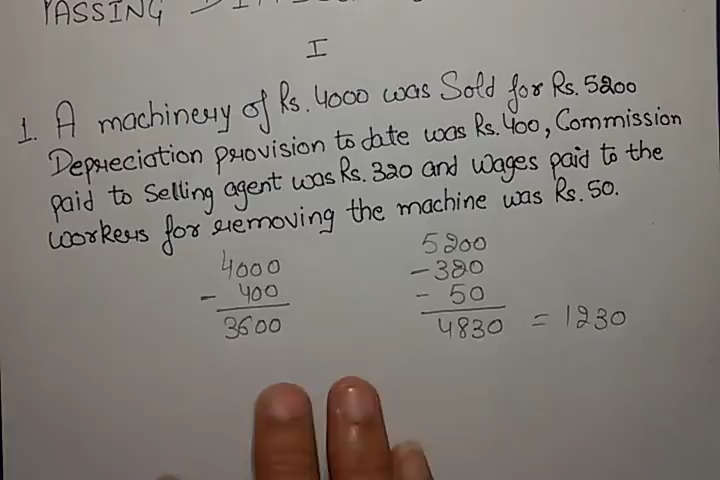 PASSING
I
1. A machinery of Rs. 4000 was Sold for Rs. 5200
Depreciation provision to date was Rs. 400, Commission
paid to Selling agent was Rs. 320 and wages paid to the
workers for removing the machine was Rs. 50.
4000
- 400
3600
5200
- 320
- 50
4830 = 1230